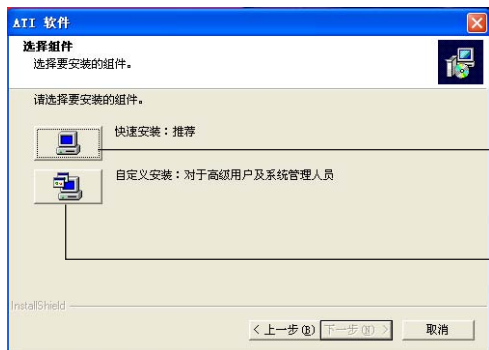 ATI 软件
选择组件
选择要安装的组件。
请选择要安装的组件。
快速安装：推荐
自定义安装：对于高级用户及系统管理人员
InstallShield
< 上一步(B)
下一步(N) >
取消